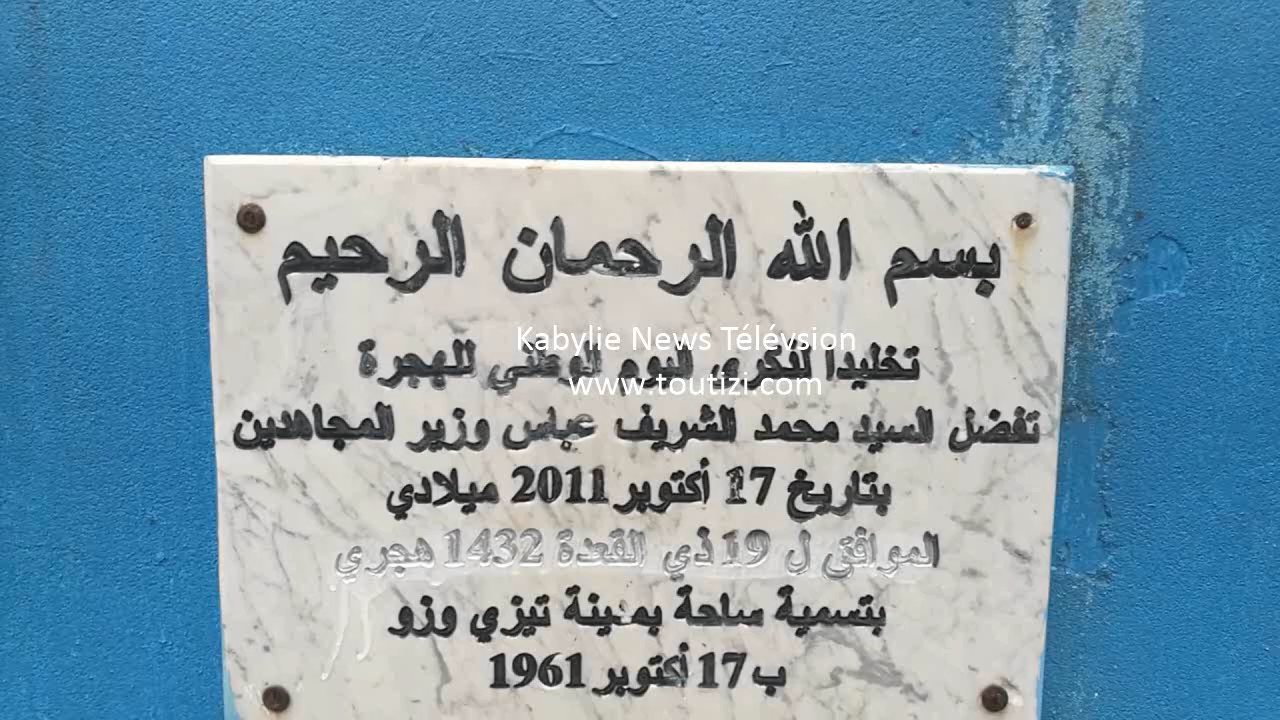 بسم الله الرحمان الرحيم
Kabylie News Télévsion
تخليدا لذكرى اليوم الوطني للهجرة
www.toutizi.com
تفضل السيد محمد الشريف عباس وزير المجاهدين
بتاريخ 17 أكتوبر 2011 ميلادي
الموافق ل 19 ذي القعدة 1432 هجري
بتسمية ساحة بمدينة تيزي وزو
ب 17 أكتوبر 1961